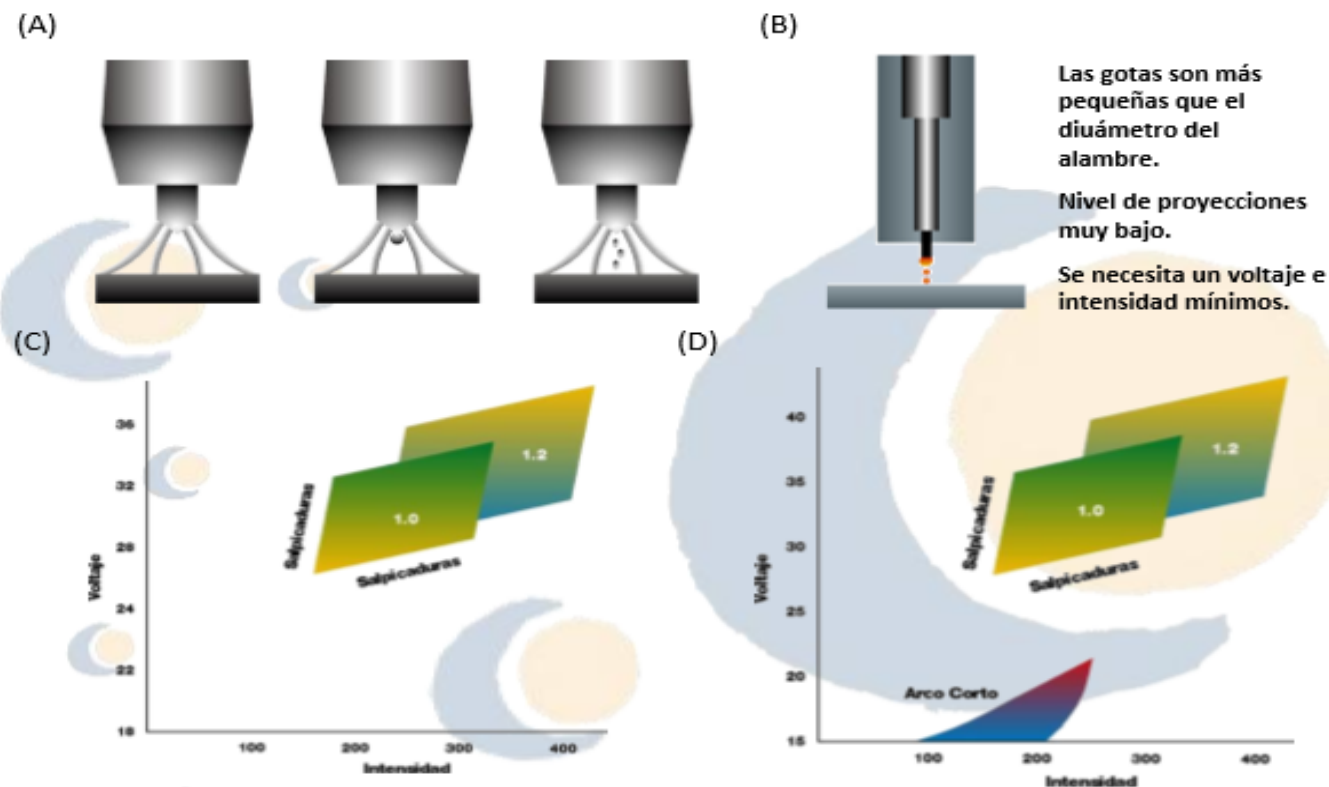 (A)
(B)
Las gotas son más
pequeñas que el
diuámetro del
alambre.
Nivel de proyecciones
muy bajo.
Se necesita un voltaje e
intensidad mínimos.
(C)
36
32
28
24
22
18
Voltaje
Salpicaduras
1.0
1.2
Salpicaduras
100
200
300
400
Intensidad
(D)
40
35
30
25
20
15
Voltaje
Salpicaduras
1.0
1.2
Salpicaduras
Arco Corto
100
200
300
400
Intensidad